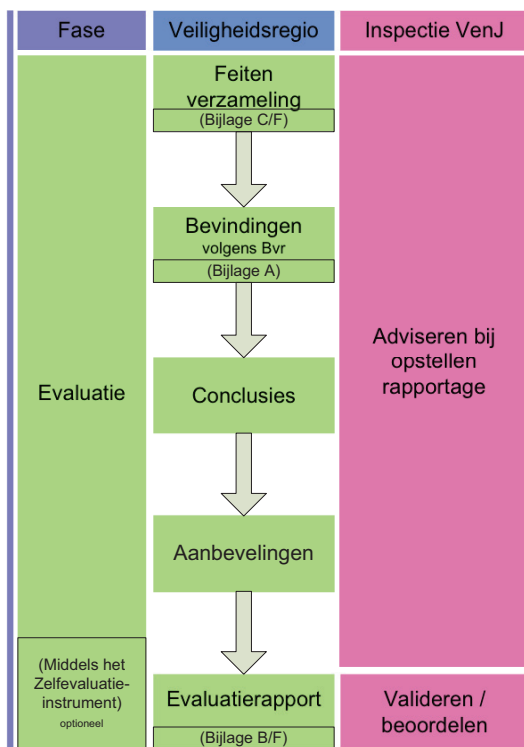 Fase
Veiligheidsregio
Inspectie VenJ
Feiten
verzameling
(Bijlage C/F)
Bevindingen
volgens Bvr
(Bijlage A)
Evaluatie
Conclusies
Adviseren bij
opstellen
rapportage
Aanbevelingen
(Middels het
Zelfevaluatie-
instrument)
optioneel
Evaluatierapport
(Bijlage B/F)
Valideren /
beoordelen